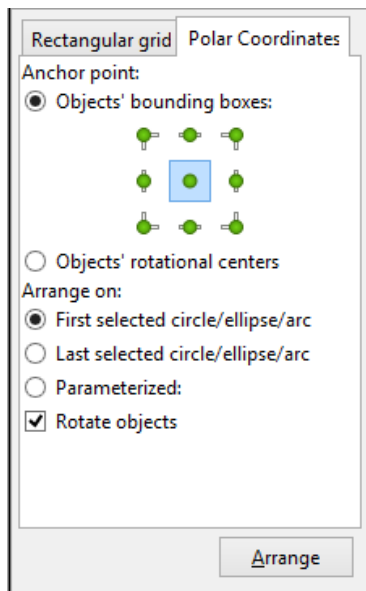 Rectangular grid Polar Coordinates
Anchor point:
Objects' bounding boxes:
Objects' rotational centers
Arrange on:
First selected circle/ellipse/arc
Last selected circle/ellipse/arc
Parameterized:
Rotate objects
Arrange